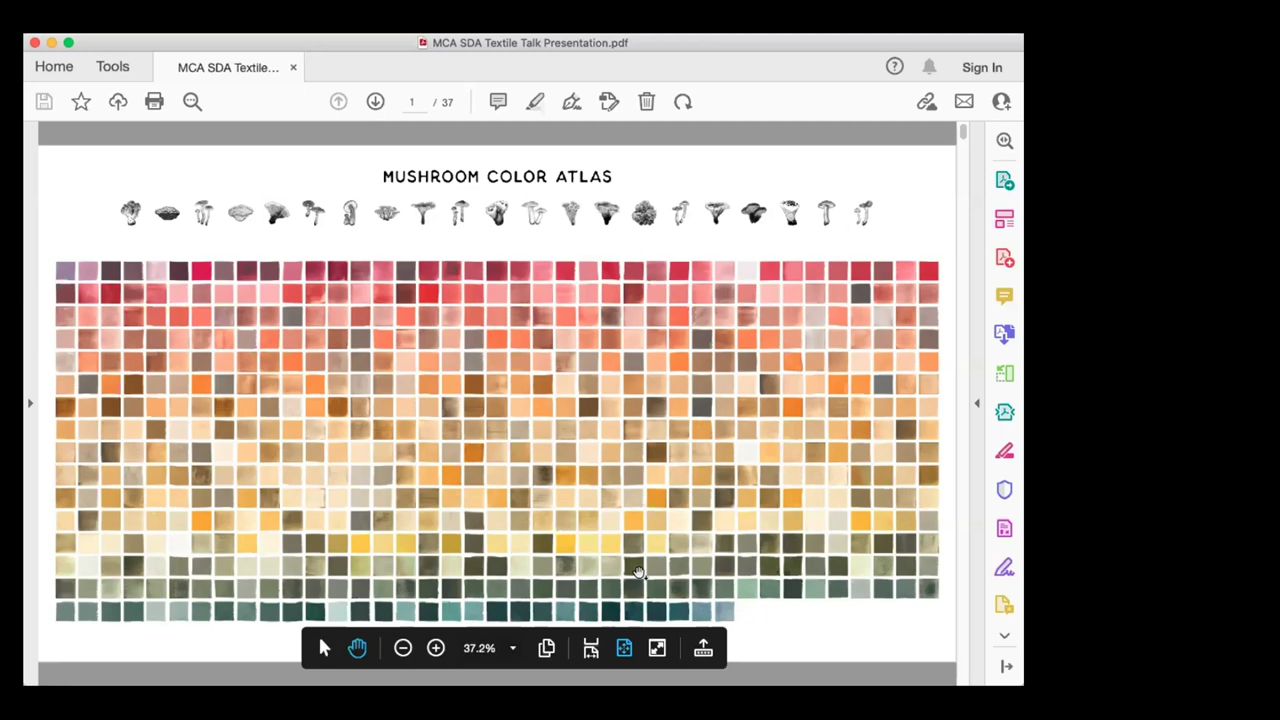 MCA SDA Textile Talk Presentation.pdf
Home Tools MCA SDA Textile... × Sign In
1 / 37
MUSHROOM COLOR ATLAS
37.2%